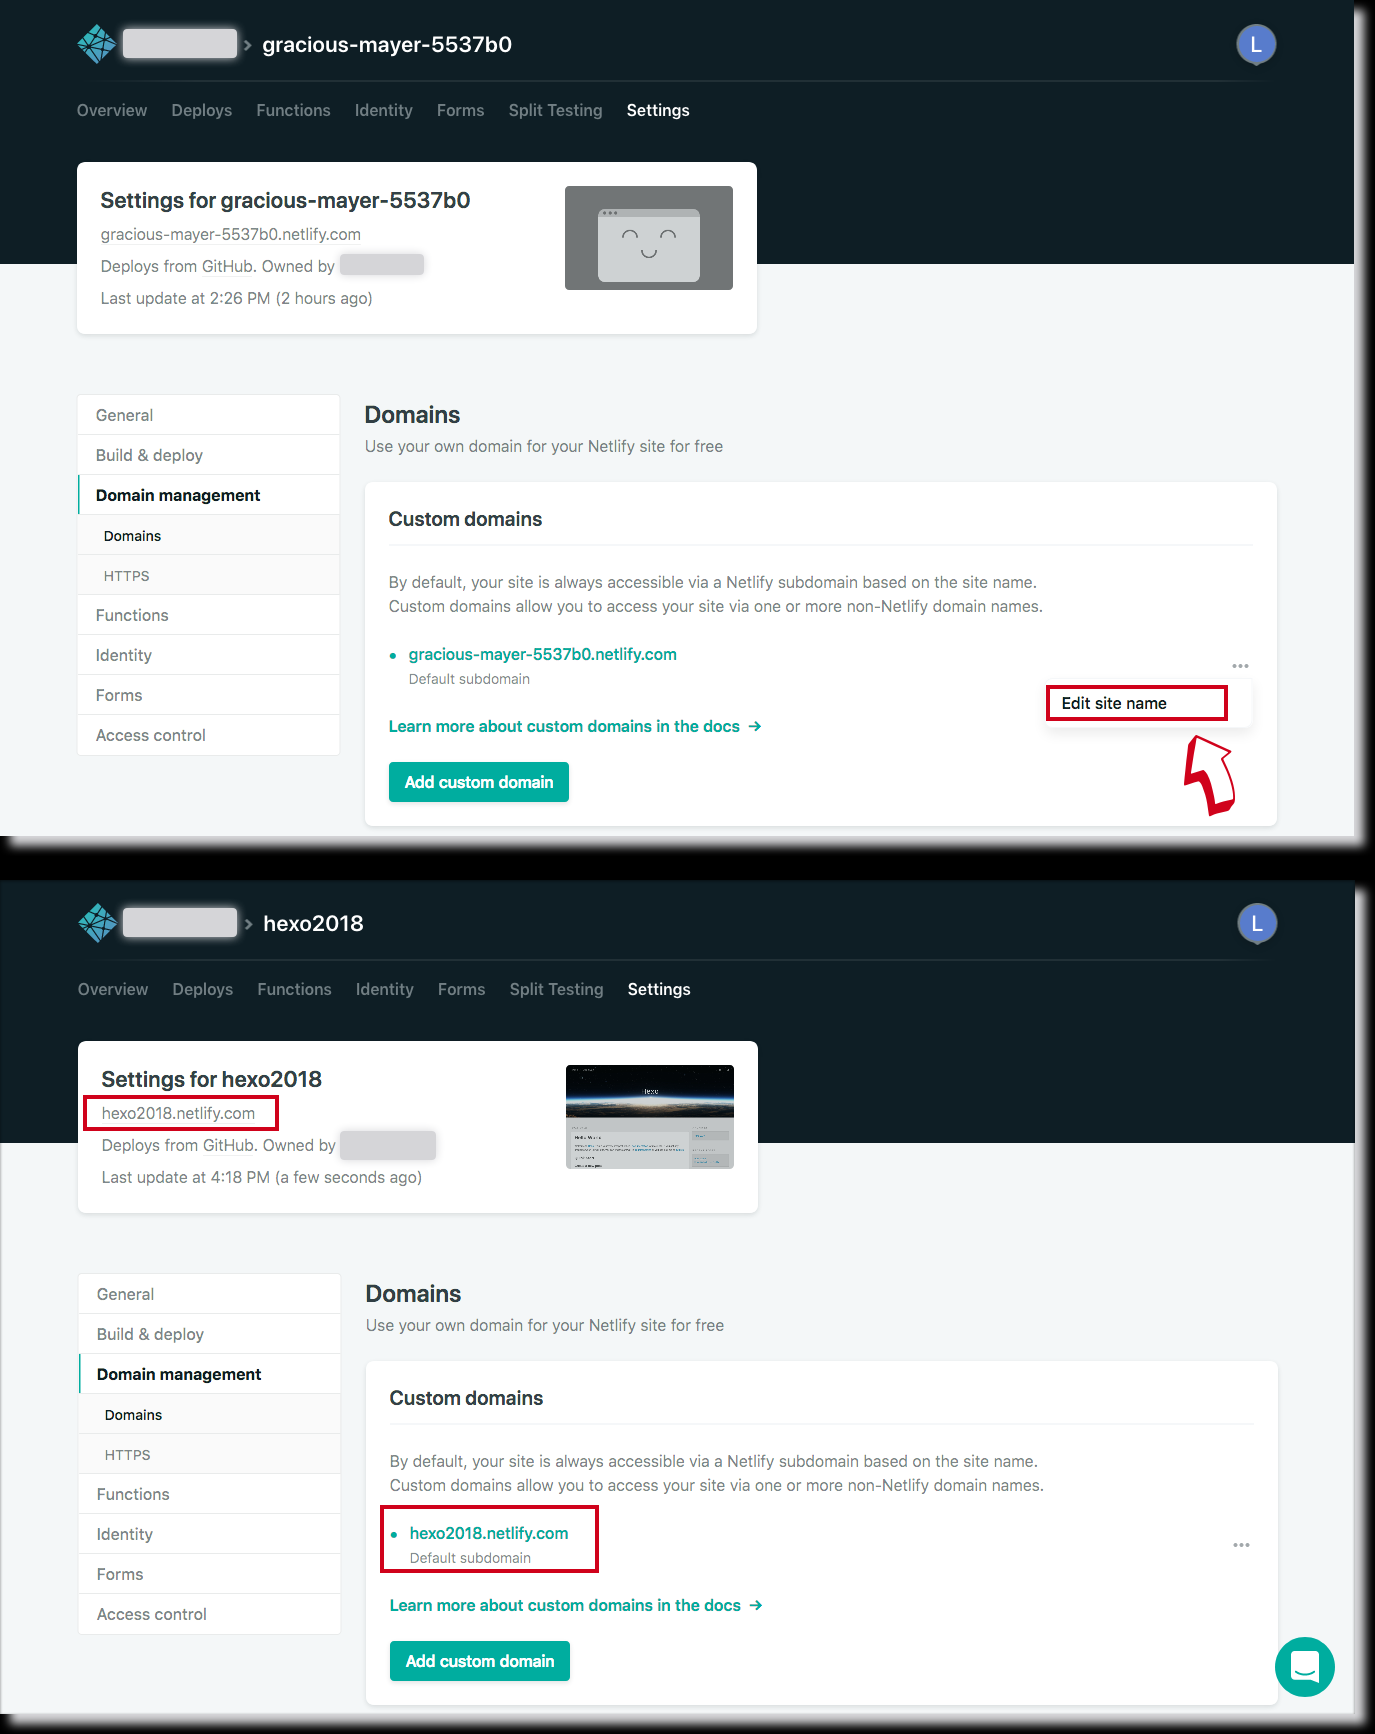 gracious-mayer-5537b0
L
Overview Deploys Functions Identity Forms Split Testing Settings
Settings for gracious-mayer-5537b0
gracious-mayer-5537b0.netlify.com
Deploys from GitHub. Owned by
Last update at 2:26 PM (2 hours ago)
General
Build & deploy
Domain management
Domains
HTTPS
Functions
Identity
Forms
Access control
Domains
Use your own domain for your Netlify site for free
Custom domains
By default, your site is always accessible via a Netlify subdomain based on the site name.
Custom domains allow you to access your site via one or more non-Netlify domain names.
gracious-mayer-5537b0.netlify.com
Default subdomain
Edit site name
Learn more about custom domains in the docs →
Add custom domain
hexo2018
L
Overview Deploys Functions Identity Forms Split Testing Settings
Settings for hexo2018
hexo2018.netlify.com
Deploys from GitHub. Owned by
Last update at 4:18 PM (a few seconds ago)
Hexo
General
Build & deploy
Domain management
Domains
HTTPS
Functions
Identity
Forms
Access control
Domains
Use your own domain for your Netlify site for free
Custom domains
By default, your site is always accessible via a Netlify subdomain based on the site name.
Custom domains allow you to access your site via one or more non-Netlify domain names.
hexo2018.netlify.com
Default subdomain
Learn more about custom domains in the docs →
Add custom domain